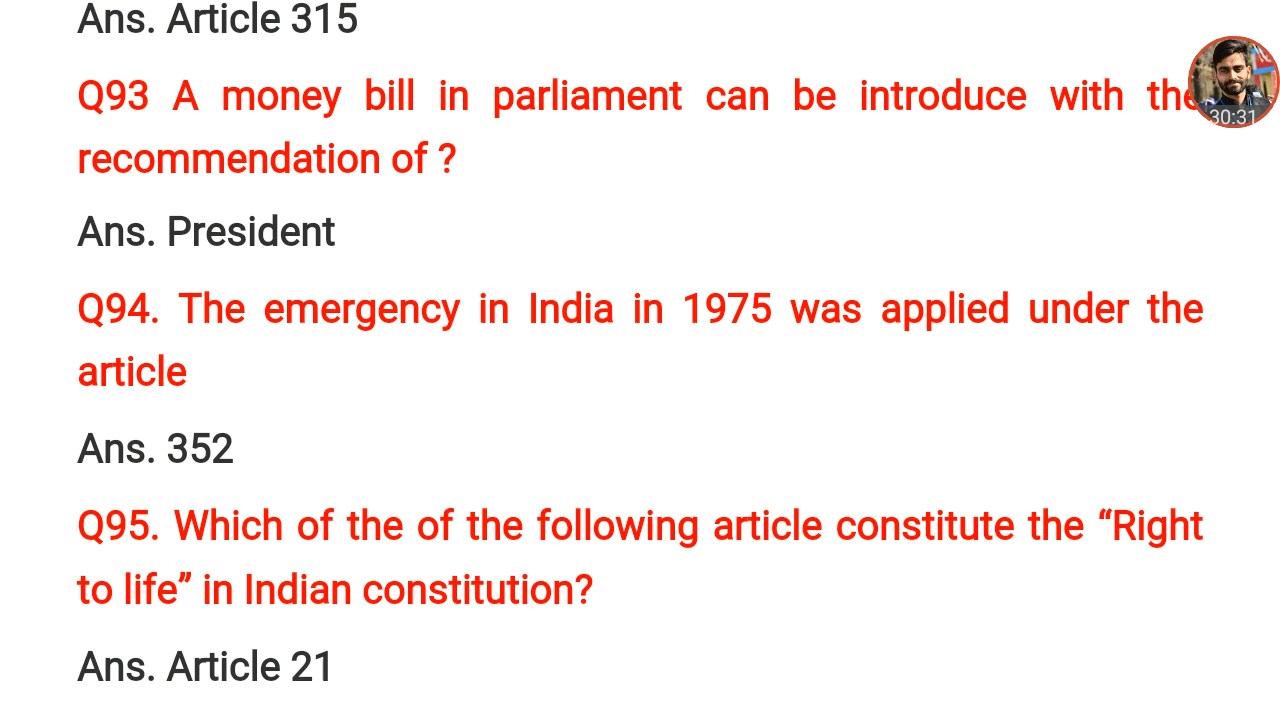 Ans. Article 315
Q93 A money bill in parliament can be introduce with the
recommendation of ?
Ans. President
Q94. The emergency in India in 1975 was applied under the
article
Ans. 352
Q95. Which of the of the following article constitute the “Right
to life” in Indian constitution?
Ans. Article 21
30:31